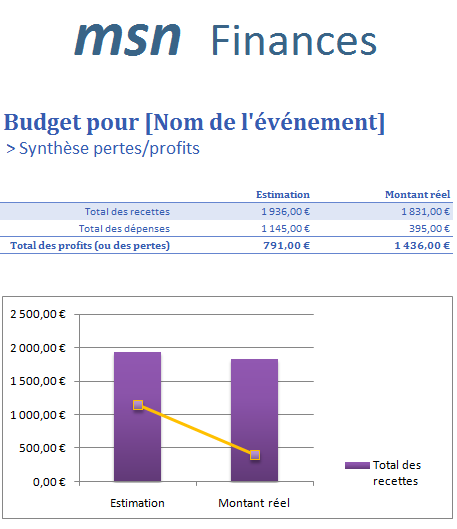 msn Finances
Budget pour [Nom de l'événement]
> Synthèse pertes/profits
Estimation Montant réel
Total des recettes 1 936,00 € 1 831,00 €
Total des dépenses 1 145,00 € 395,00 €
Total des profits (ou des pertes) 791,00 € 1 436,00 €
2 500,00 €
2 000,00 €
1 500,00 €
1 000,00 €
500,00 €
0,00 €
Estimation Montant réel
Total des
recettes